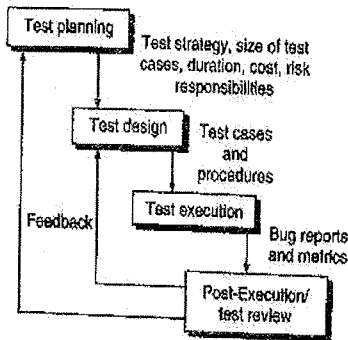 Test planning
Test strategy, size of test
cases, duration, cost, risk
responsibilities
Test design
Test cases
and
procedures
Test execution
Feedback
Bug reports
and metrics
Post-Execution/
test review